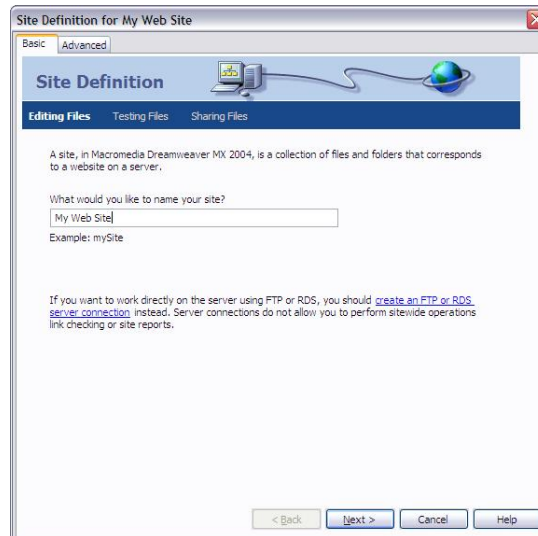 Site Definition for My Web Site
Basic Advanced
Site Definition
Editing Files Testing Files Sharing Files
A site, in Macromedia Dreamweaver MX 2004, is a collection of files and folders that corresponds
to a website on a server.
What would you like to name your site?
My Web Site
Example: mySite
If you want to work directly on the server using FTP or RDS, you should create an FTP or RDS
server connection instead. Server connections do not allow you to perform sitewide operations
link checking or site reports.
< Back Next > Cancel Help